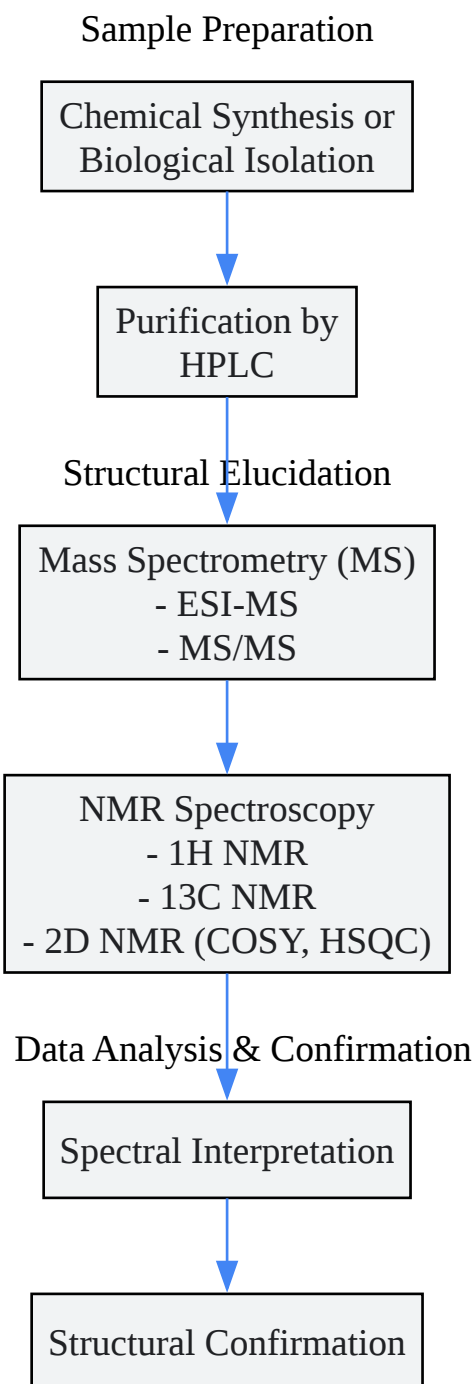 Sample Preparation
Chemical Synthesis or
Biological Isolation
Purification by
HPLC
Structural Elucidation
Mass Spectrometry (MS)
- ESI-MS
- MS/MS
NMR Spectroscopy
- 1H NMR
- 13C NMR
- 2D NMR (COSY, HSQC)
Data Analysis & Confirmation
Spectral Interpretation
Structural Confirmation